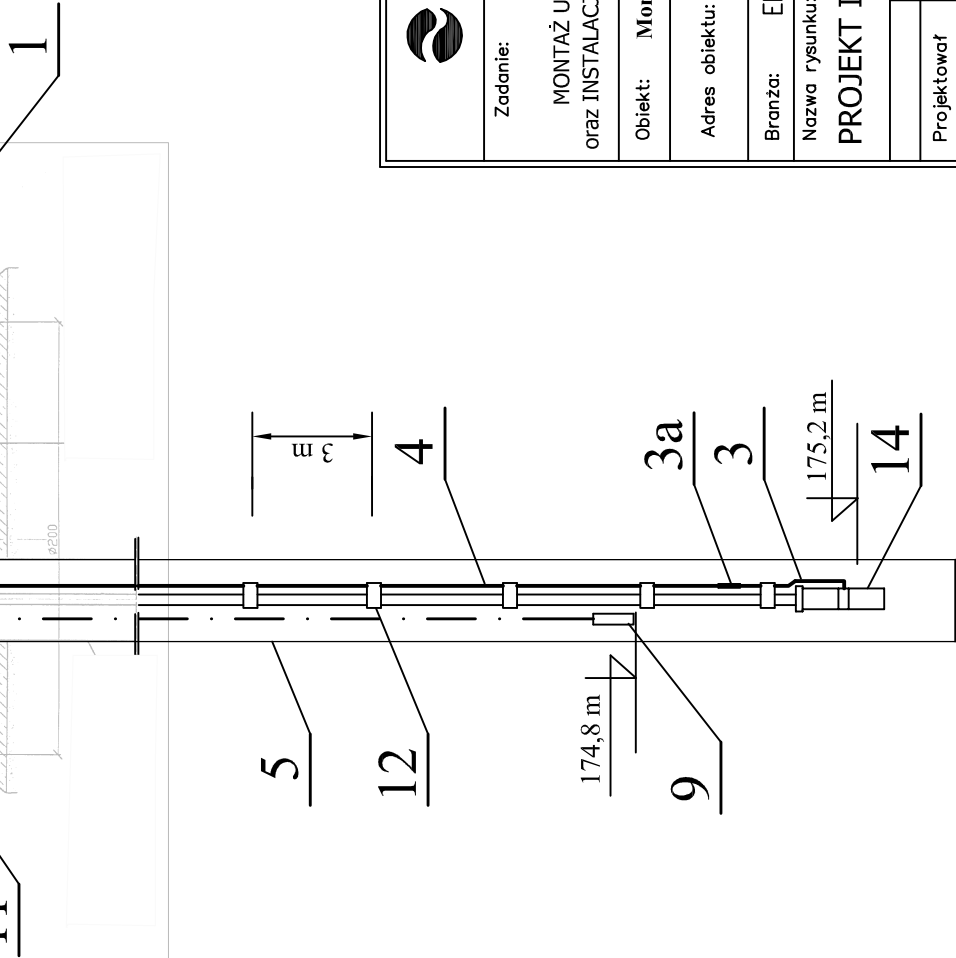 1
ø200
3 m
4
5
12
3a
3
175,2 m
14
174,8 m
9
Zadanie:
MONTAŻ
oraz
Obiekt:
Adres obiektu:
Branża:
Nazwa rysunku:
PROJEKT
Projektował